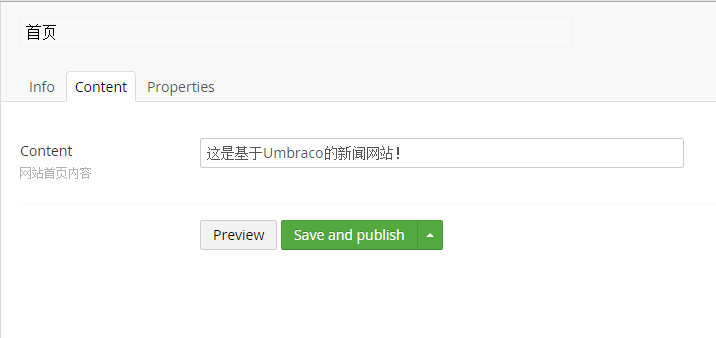 首页
Info Content Properties
Content 这是基于Umbraco的新闻网站！
网站首页内容
Preview Save and publish